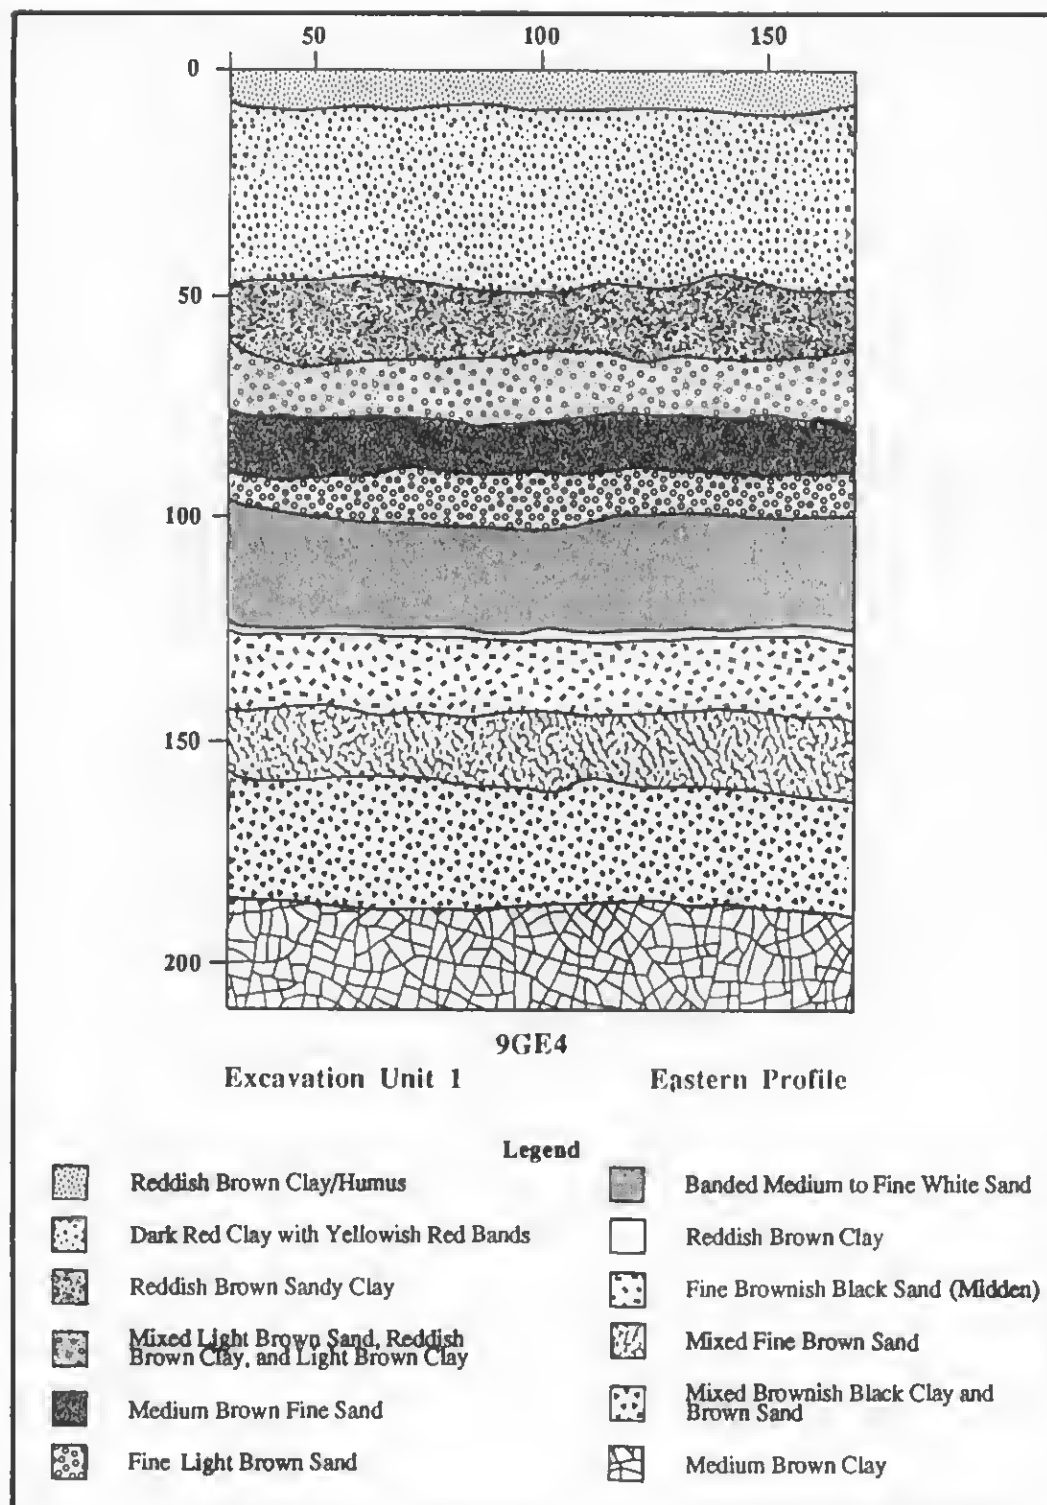 50 100 150
0
50
100
150
200
9GE4
Excavation Unit 1 Eastern Profile
Legend
Reddish Brown Clay/Humus
Dark Red Clay with Yellowish Red Bands
Reddish Brown Sandy Clay
Mixed Light Brown Sand, Reddish
Brown Clay, and Light Brown Clay
Medium Brown Fine Sand
Fine Light Brown Sand
Banded Medium to Fine White Sand
Reddish Brown Clay
Fine Brownish Black Sand (Midden)
Mixed Fine Brown Sand
Mixed Brownish Black Clay and
Brown Sand
Medium Brown Clay